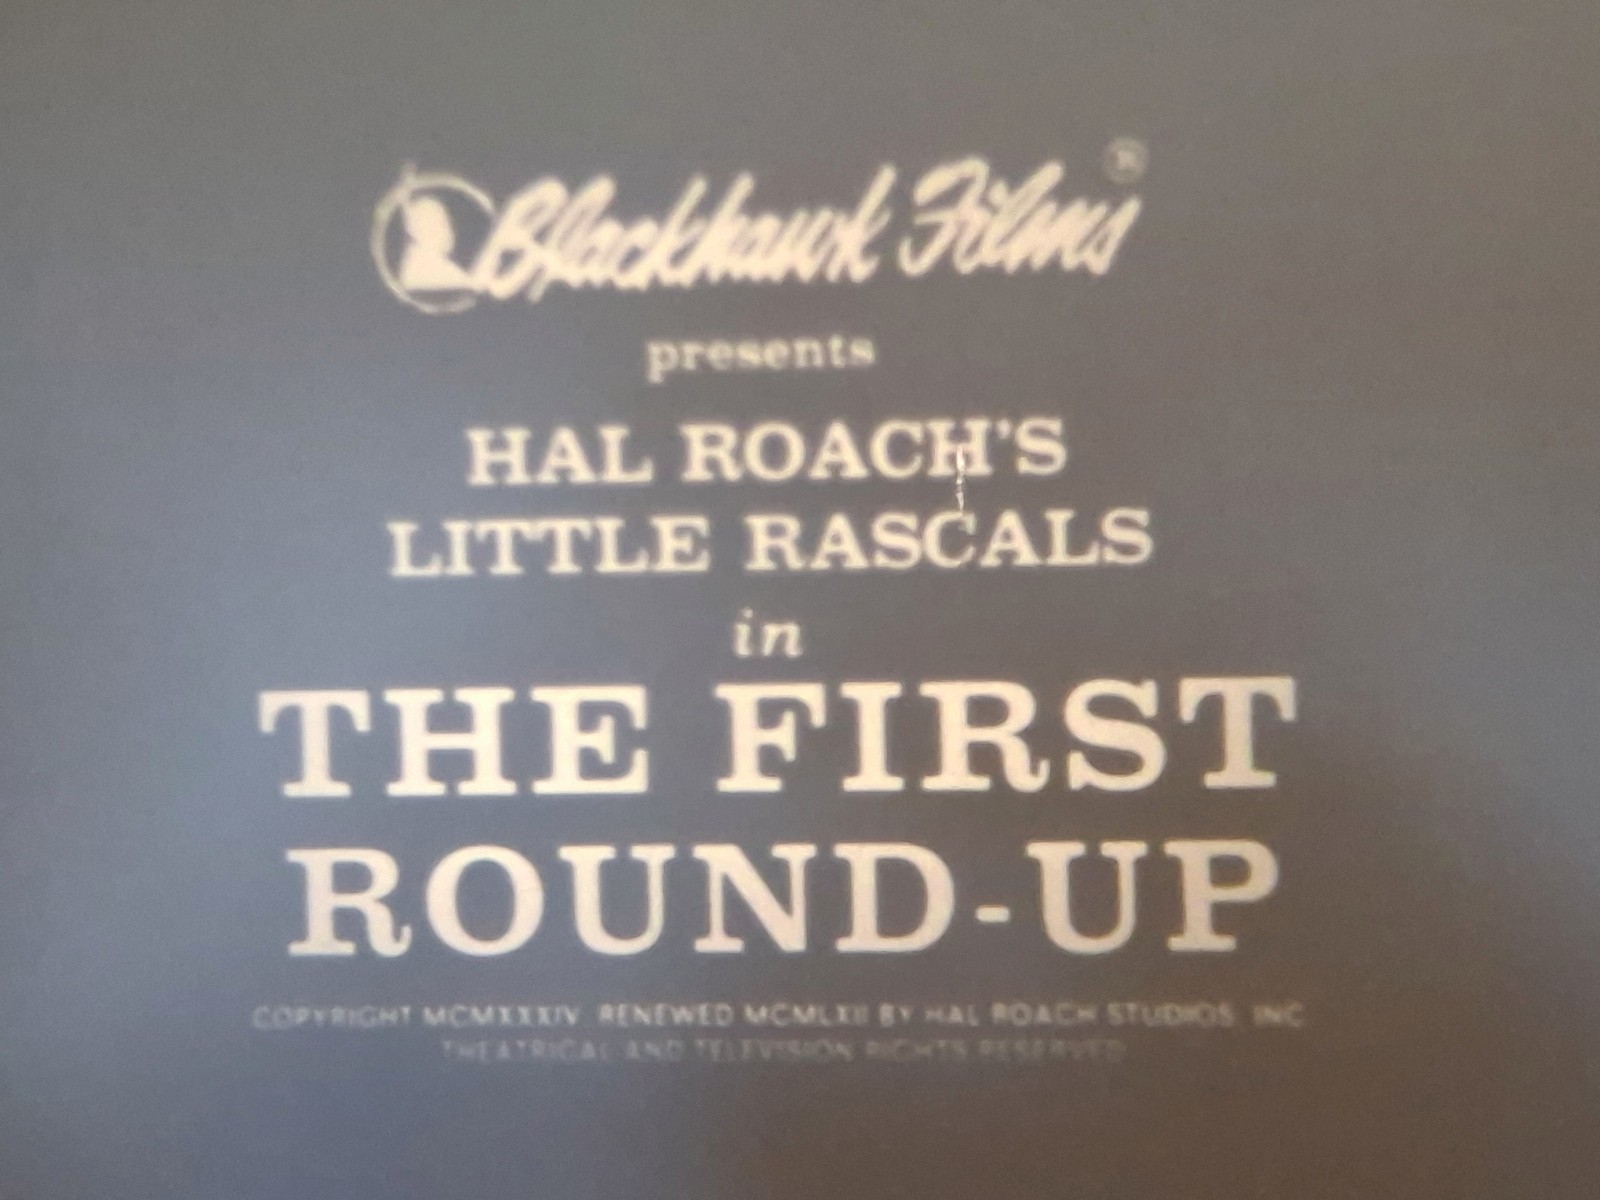 Blackhawk Films®
presents
HAL ROACH'S
LITTLE RASCALS
in
THE FIRST
ROUND-UP
COPYRIGHT MCMXXXIV. RENEWED MCMLXII BY HAL ROACH STUDIOS, INC.
THEATRICAL AND TELEVISION RIGHTS RESERVED